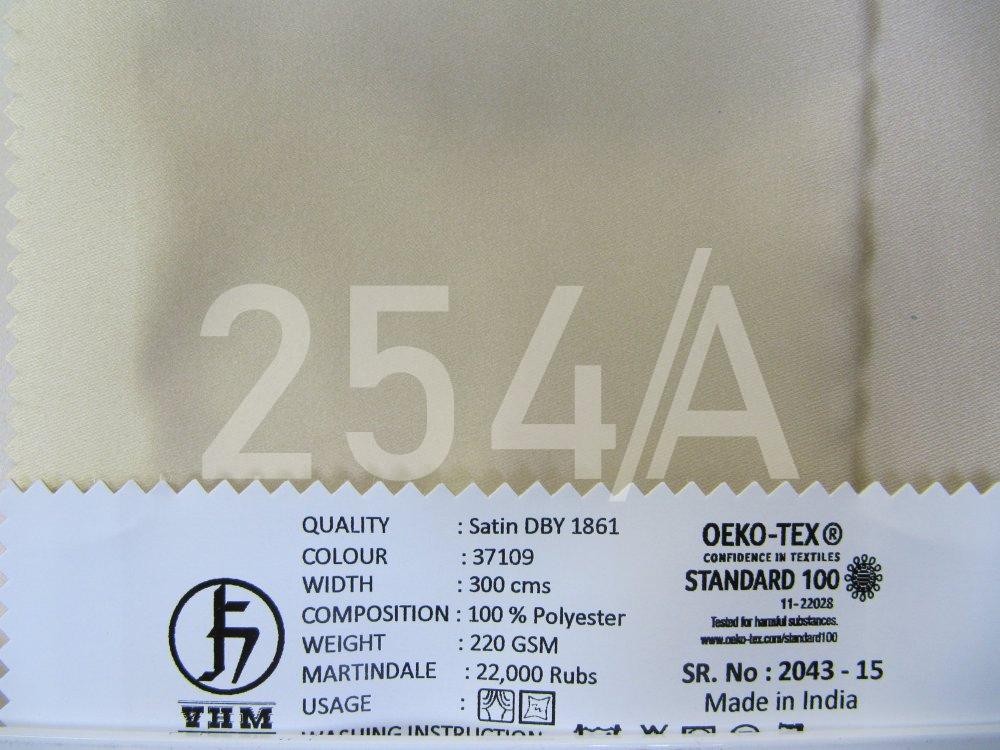 254/A
QUALITY : Satin DBY 1861
COLOUR : 37109
WIDTH : 300 cms
COMPOSITION : 100 % Polyester
WEIGHT : 220 GSM
MARTINDALE : 22,000 Rubs
USAGE :
WASHING INSTRUCTION
VHM
OEKO-TEX®
CONFIDENCE IN TEXTILES
STANDARD 100
11-22028
Tested for harmful substances.
www.oeko-tex.com/standard100
SR. No : 2043 - 15
Made in India